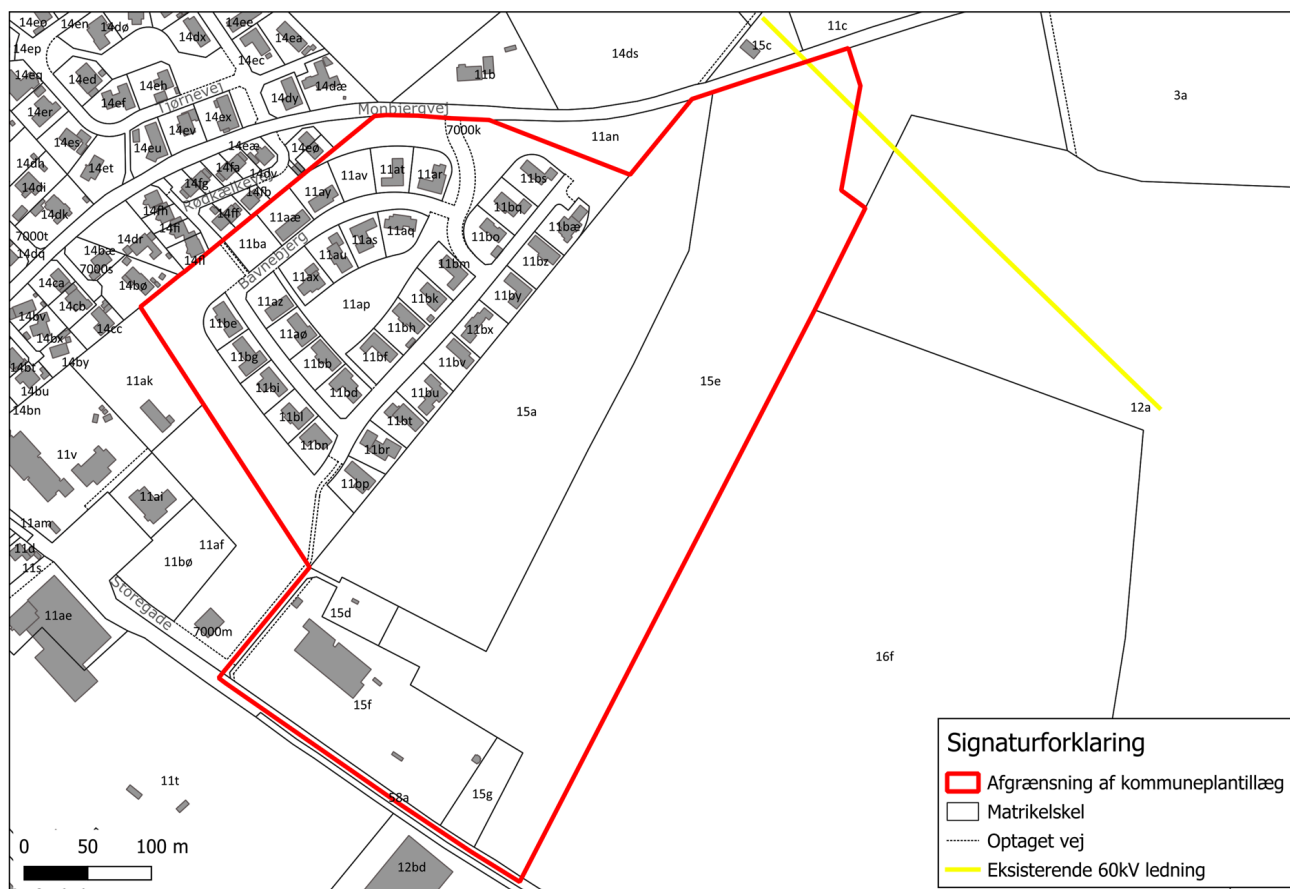 14ep
14en
14dø
14dx
14ee
14ea
11c
14ep
14ec
14ds
15c
14eq
14ed
14eh
14dæ
11b
3a
14ef
14dy
14er
Tjørnevej
Monbjergvej
14ex
14ev
7000k
11an
14es
14eu
14eæ
14eø
14dh
14et
14fa
14dv
11at
11av
11ar
11bs
14di
14fg
Rødkælkevej
14fb
11ay
14dk
14fh
14ff
11aæ
11bq
7000t
14fi
11aq
11bæ
14dq
14dr
11ba
11as
11bo
14bæ
14fl
11au
11bz
7000s
Bavnebjerg
11bm
14ca
14bø
11ax
11by
14cb
11az
11ap
11bk
14bv
14cc
11be
11bx
14bx
11aø
11bh
14by
11bg
11bb
11bf
11bv
14bt
11ak
11bi
11bd
15e
14bu
11bu
12a
14bn
11bl
11bt
15a
11bn
11v
11br
11bp
11ai
11am
11af
11d
11bø
11s
Storegade
15d
11ae
7000m
16f
15f
11t
58a
15g
12bd
0 50 100 m
Signaturforklaring
Afgrænsning af kommuneplantillæg
Matrikelskel
Optaget vej
Eksisterende 60kV ledning